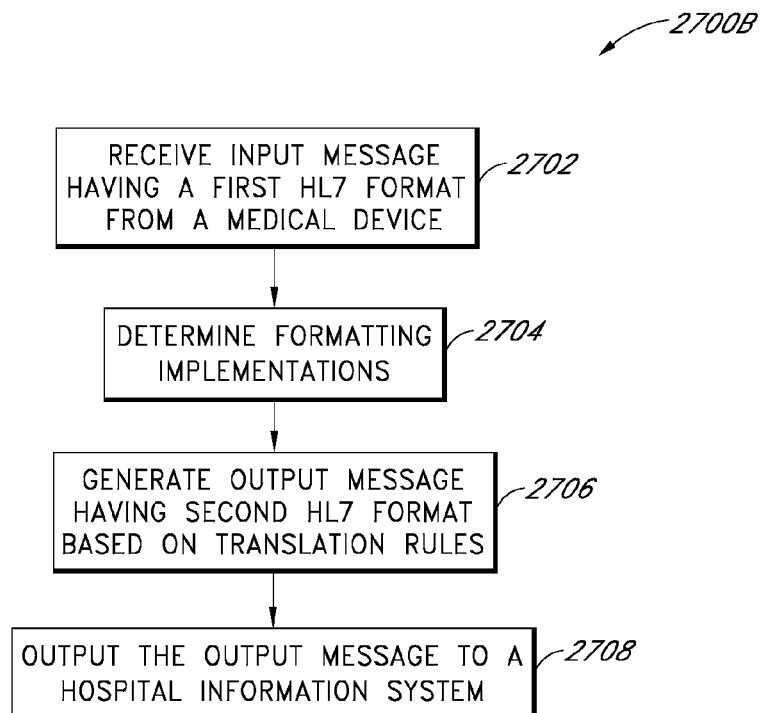 2700B
RECEIVE INPUT MESSAGE
HAVING A FIRST HL7 FORMAT
FROM A MEDICAL DEVICE
2702
DETERMINE FORMATTING
IMPLEMENTATIONS
2704
GENERATE OUTPUT MESSAGE
HAVING SECOND HL7 FORMAT
BASED ON TRANSLATION RULES
2706
OUTPUT THE OUTPUT MESSAGE TO A
HOSPITAL INFORMATION SYSTEM
2708